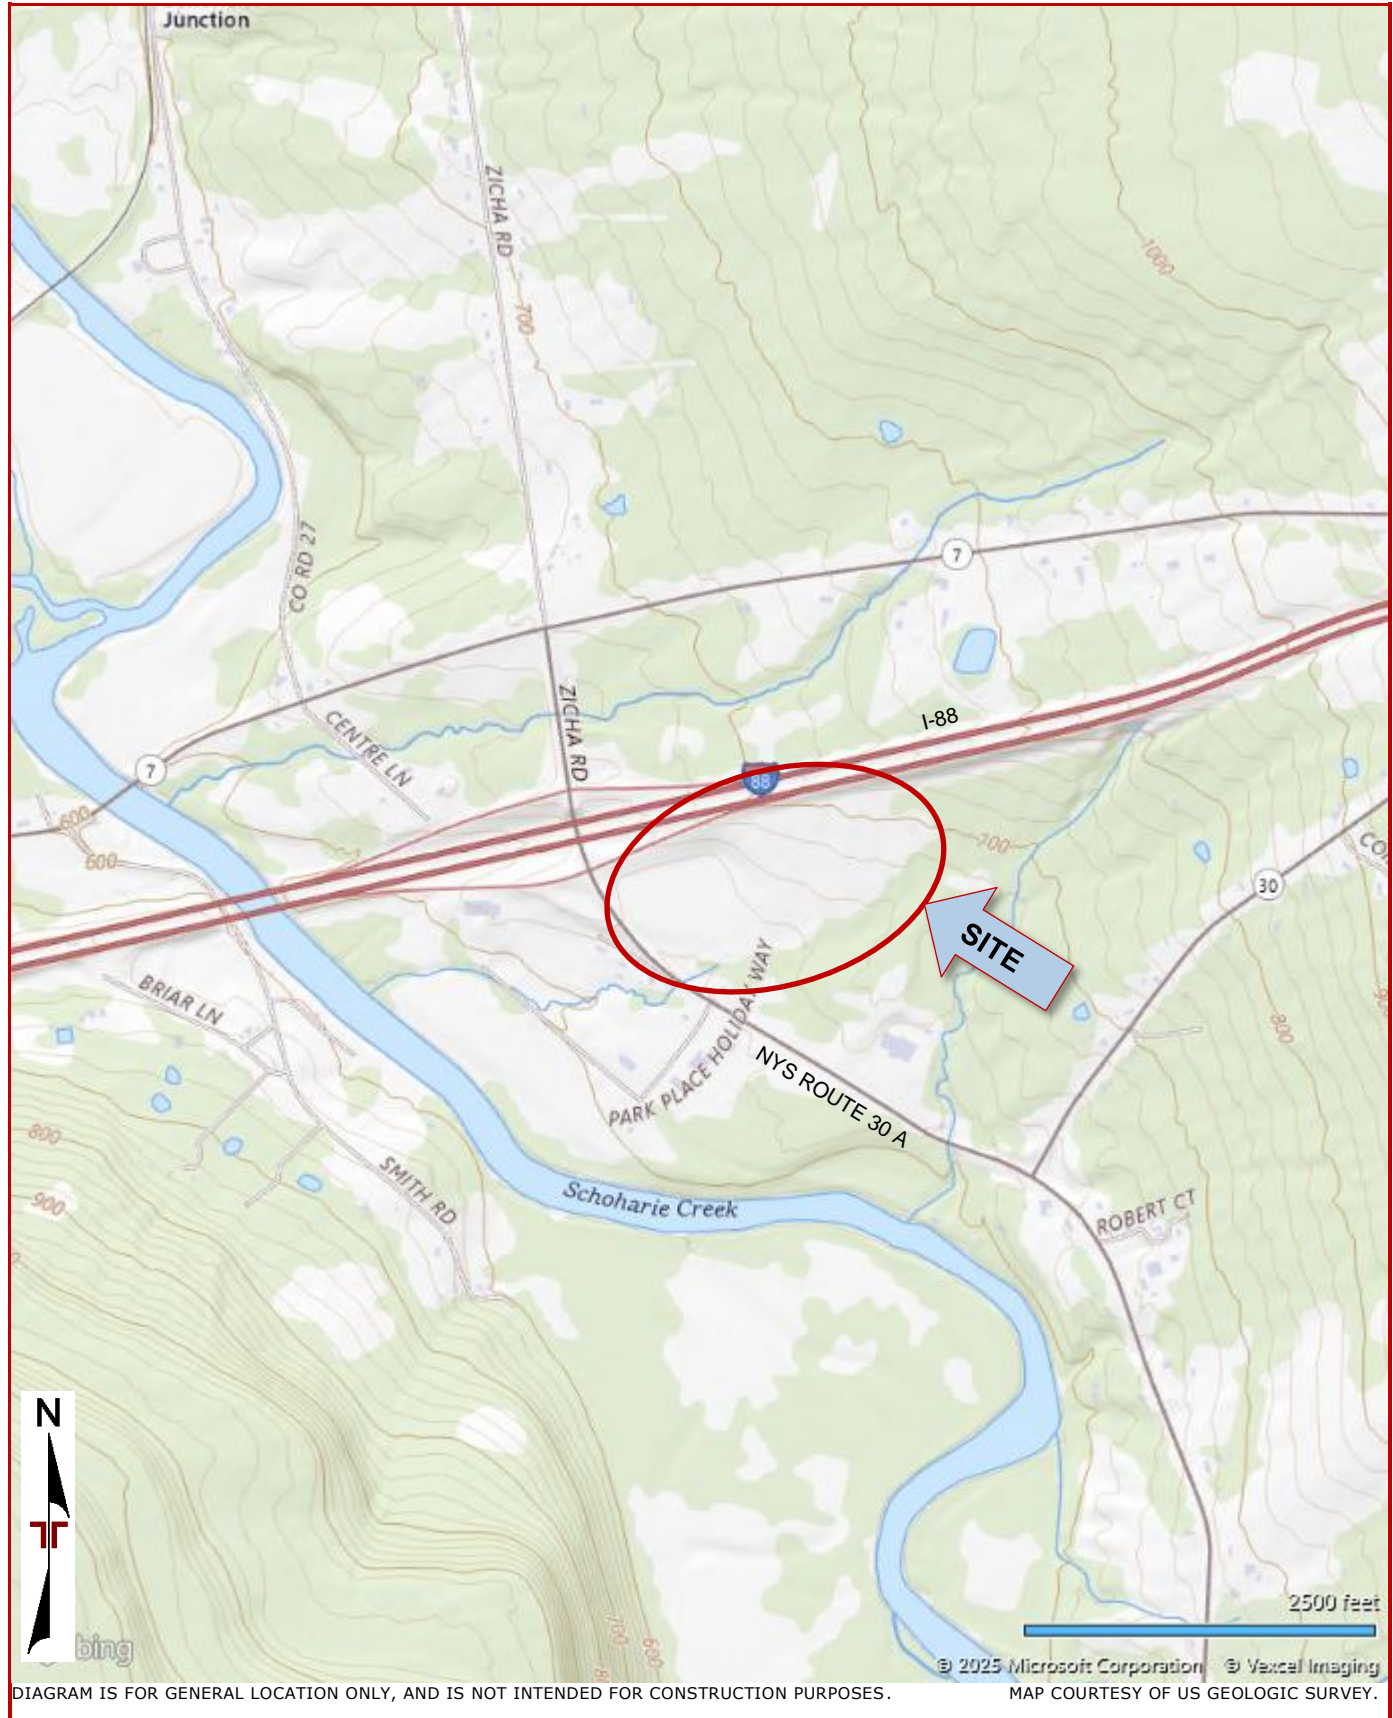 Junction
ZICHA RD
1000
700
CO RD 27
7
ZICHA RD
I-88
CENTRE LN
7
88
600
600
700
30
SITE
BRIAR LN
PARK PLACE HOLIDAY WAY
NYS ROUTE 30 A
800
800
SMITH RD
900
Schoharie Creek
ROBERT CT
N
2500 feet
700
600
bing
© 2025 Microsoft Corporation © Vexcel Imaging
DIAGRAM IS FOR GENERAL LOCATION ONLY, AND IS NOT INTENDED FOR CONSTRUCTION PURPOSES. MAP COURTESY OF US GEOLOGIC SURVEY.